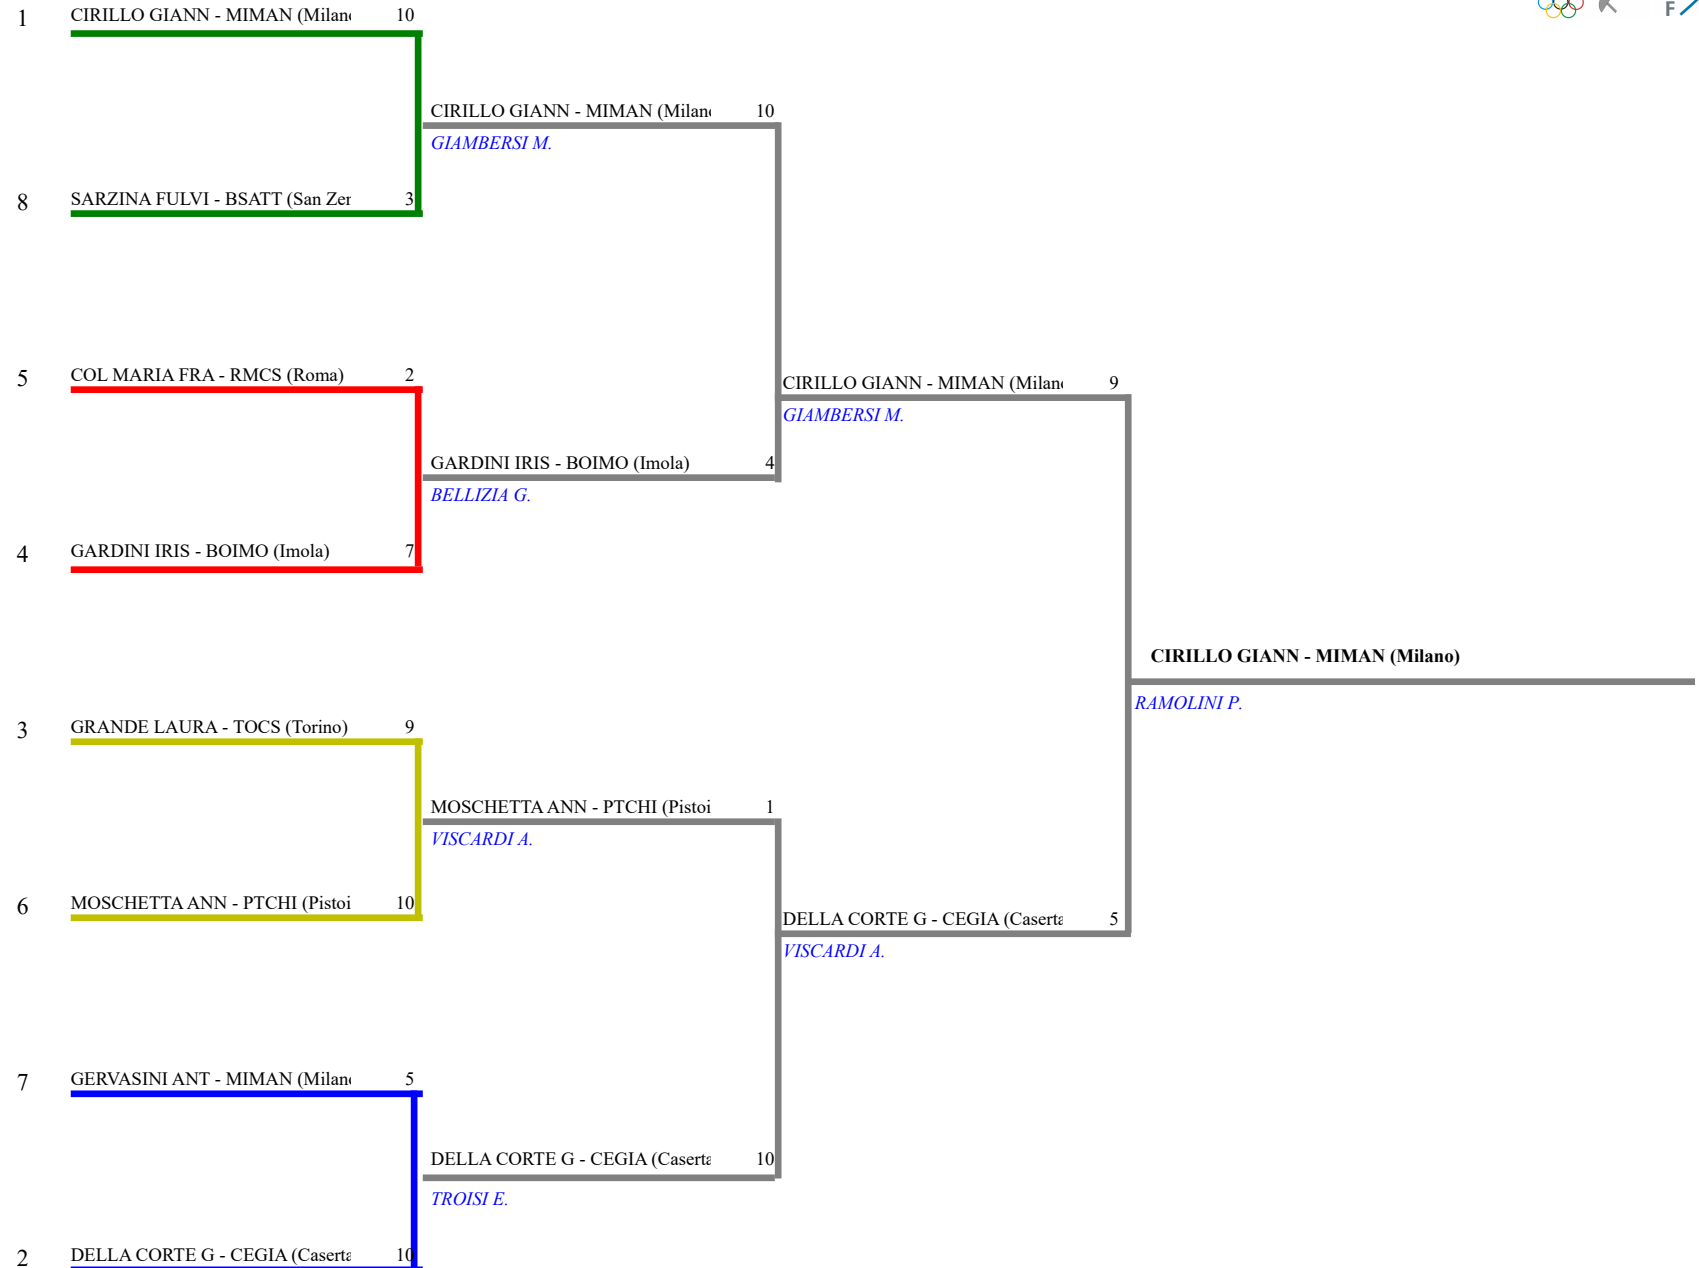 F
1 CIRILLO GIANN - MIMAN (Milan 10
CIRILLO GIANN - MIMAN (Milan 10
GIAMBERSI M.
8 SARZINA FULVI - BSATT (San Zer 3
5 COL MARIA FRA - RMCS (Roma) 2
CIRILLO GIANN - MIMAN (Milan 9
GIAMBERSI M.
GARDINI IRIS - BOIMO (Imola) 4
BELLIZIA G.
4 GARDINI IRIS - BOIMO (Imola) 7
CIRILLO GIANN - MIMAN (Milano)
RAMOLINI P.
3 GRANDE LAURA - TOCS (Torino) 9
MOSCHETTA ANN - PTCHI (Pistoi 1
VISCARDI A.
6 MOSCHETTA ANN - PTCHI (Pistoi 10
DELLA CORTE G - CEGIA (Caserta 5
VISCARDI A.
7 GERVASINI ANT - MIMAN (Milan 5
DELLA CORTE G - CEGIA (Caserta 10
TROISI E.
2 DELLA CORTE G - CEGIA (Caserta 10